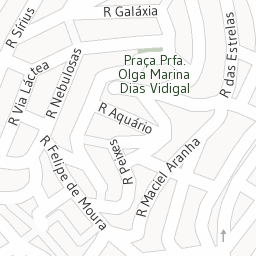 R Galáxia
R Sírius
R das Estrelas
Praça Prfa.
Olga Marina
Dias Vidigal
R Via Láctea
R Nebulosas
R Aquário
R Peixes
R Maciel Aranha
R Felipe de Moura